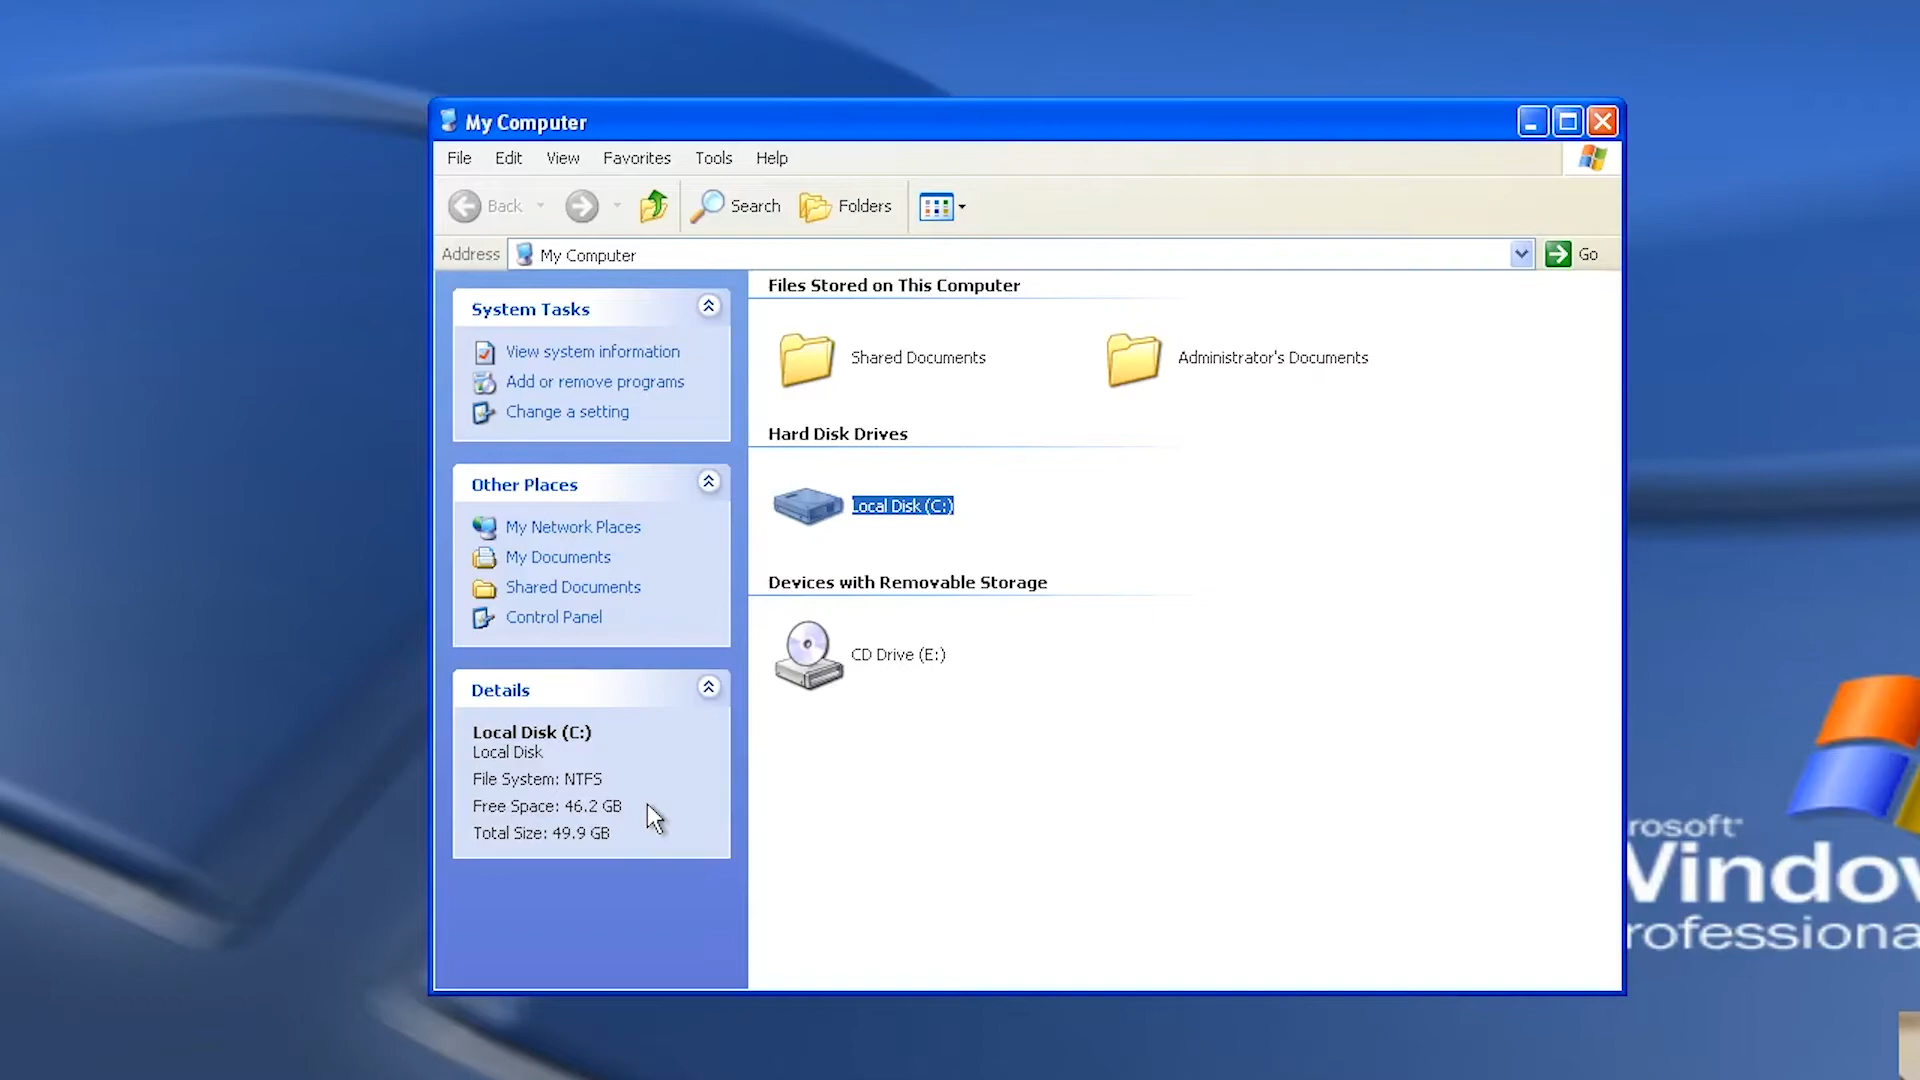 My Computer
File Edit View Favorites Tools Help
Back Search Folders
Address My Computer Go
System Tasks
View system information
Add or remove programs
Change a setting
Other Places
My Network Places
My Documents
Shared Documents
Control Panel
Details
Local Disk (C:)
Local Disk
File System: NTFS
Free Space: 46.2 GB
Total Size: 49.9 GB
Files Stored on This Computer
Shared Documents Administrator's Documents
Hard Disk Drives
Local Disk (C:)
Devices with Removable Storage
CD Drive (E:)
rosoft
Window
rofessiona